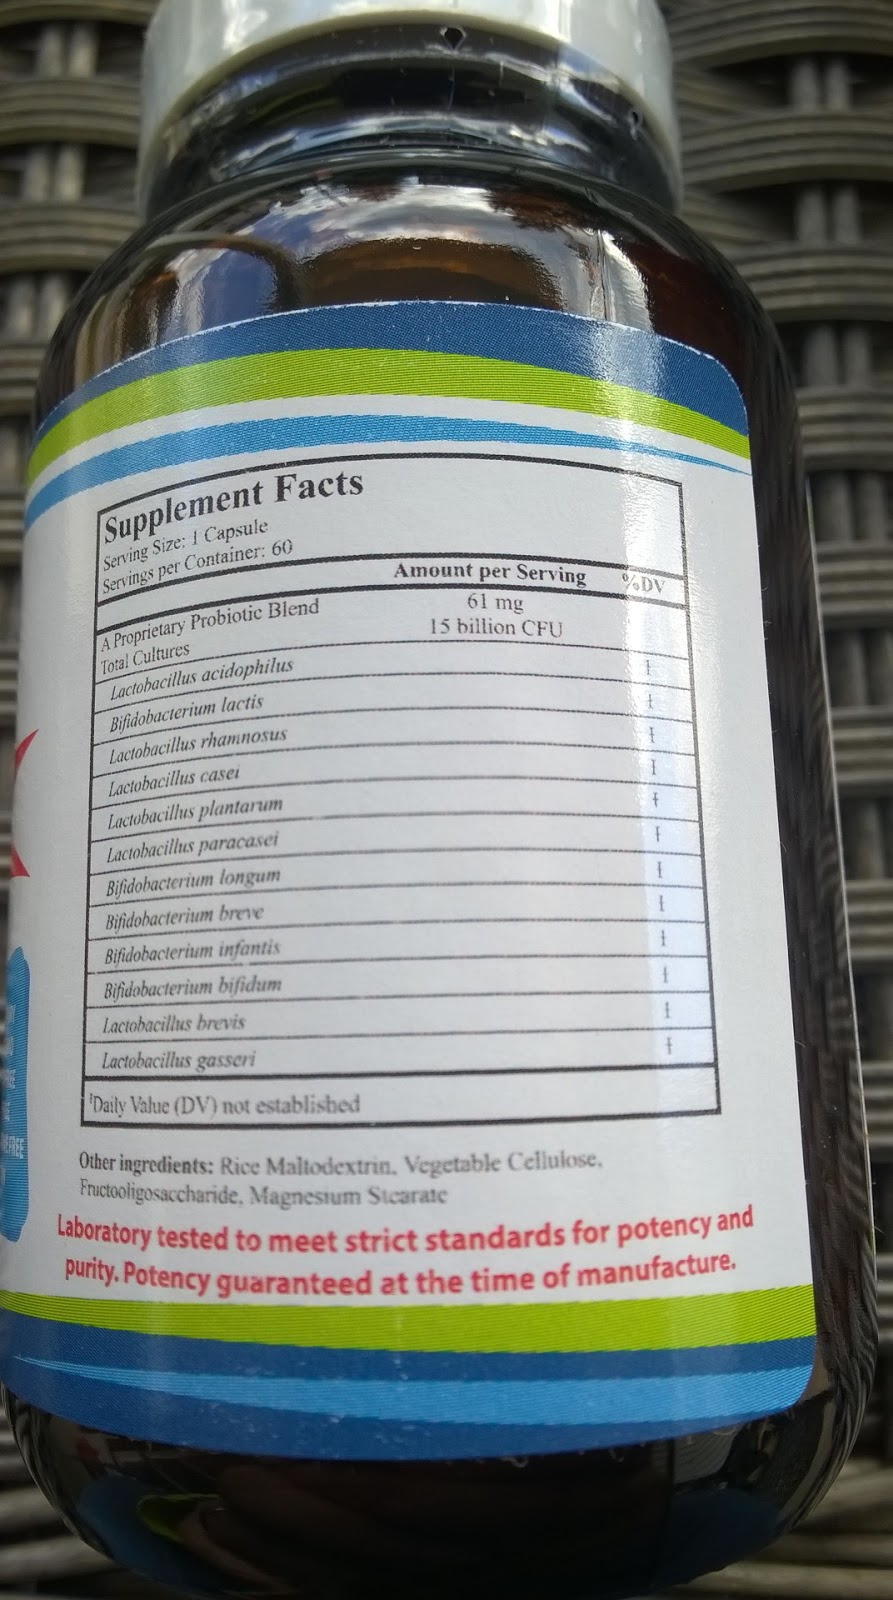 Supplement Facts
Serving Size: 1 Capsule
Servings per Container: 60
Amount per Serving %DV
A Proprietary Probiotic Blend 61 mg
Total Cultures 15 billion CFU
Lactobacillus acidophilus †
Bifidobacterium lactis †
Lactobacillus rhamnosus †
Lactobacillus casei †
Lactobacillus plantarum †
Lactobacillus paracasei †
Bifidobacterium longum †
Bifidobacterium breve †
Bifidobacterium infantis †
Bifidobacterium bifidum †
Lactobacillus brevis †
Lactobacillus gasseri †
†Daily Value (DV) not established
Other ingredients: Rice Maltodextrin, Vegetable Cellulose,
Fructooligosaccharide, Magnesium Stearate
Laboratory tested to meet strict standards for potency and
purity. Potency guaranteed at the time of manufacture.